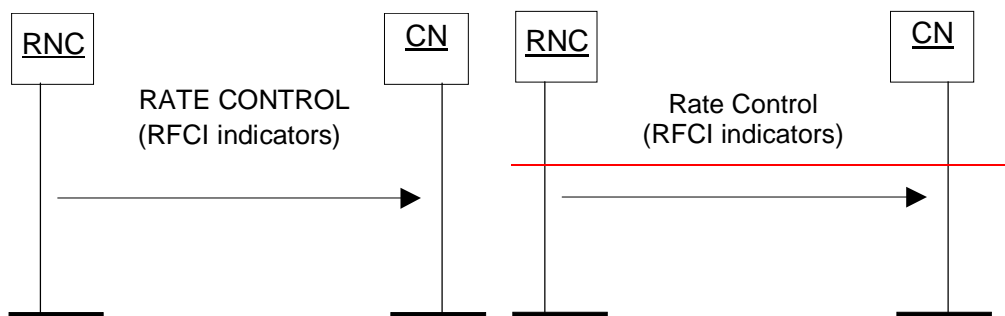 RNC
CN
RATE CONTROL
(RFCI indicators)
RNC
CN
Rate Control
(RFCI indicators)